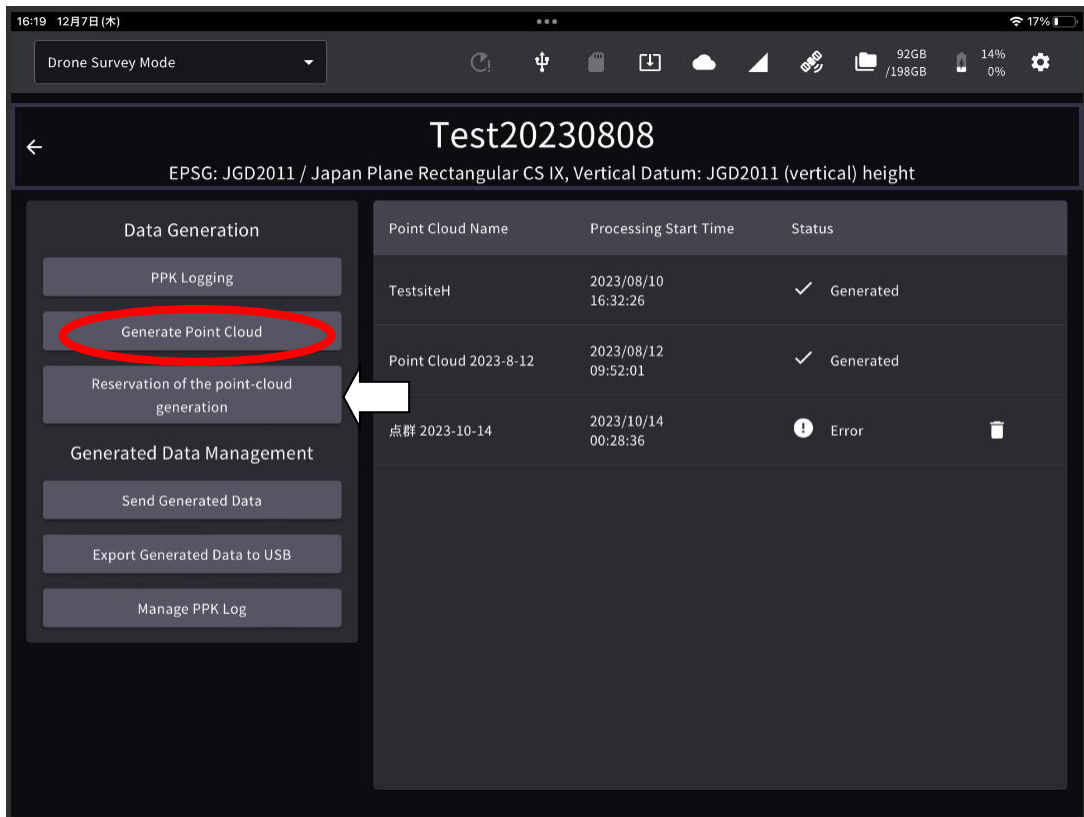 16:19 12月7日(木)
17%
Drone Survey Mode
92GB
/198GB
14%
0%
Test20230808
EPSG: JGD2011 / Japan Plane Rectangular CS IX, Vertical Datum: JGD2011 (vertical) height
Data Generation
PPK Logging
Generate Point Cloud
Reservation of the point-cloud
generation
Generated Data Management
Send Generated Data
Export Generated Data to USB
Manage PPK Log
Point Cloud Name Processing Start Time Status
TestsiteH 2023/08/10
16:32:26 Generated
Point Cloud 2023-8-12 2023/08/12
09:52:01 Generated
点群 2023-10-14 2023/10/14
00:28:36 Error